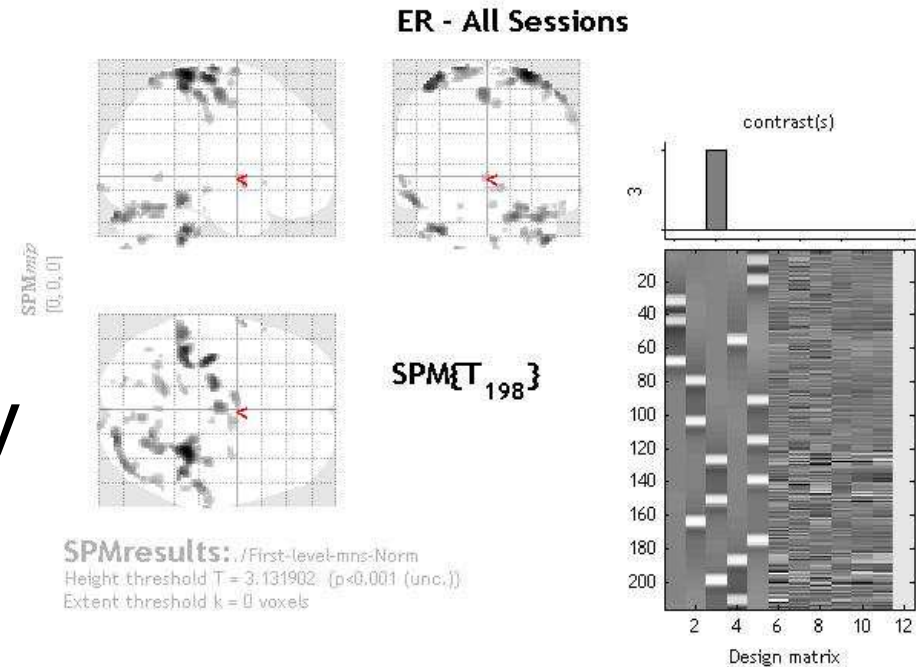 ER - All Sessions
SPMmip
[0, 0, 0]
<
<
<
SPM{T198}
y
SPMresults: ./First-level-mns-Norm
Height threshold T = 3.131902 (p<0.001 (unc.))
Extent threshold k = 0 voxels
contrast(s)
3
20
40
60
80
100
120
140
160
180
200
2 4 6 8 10 12
Design matrix